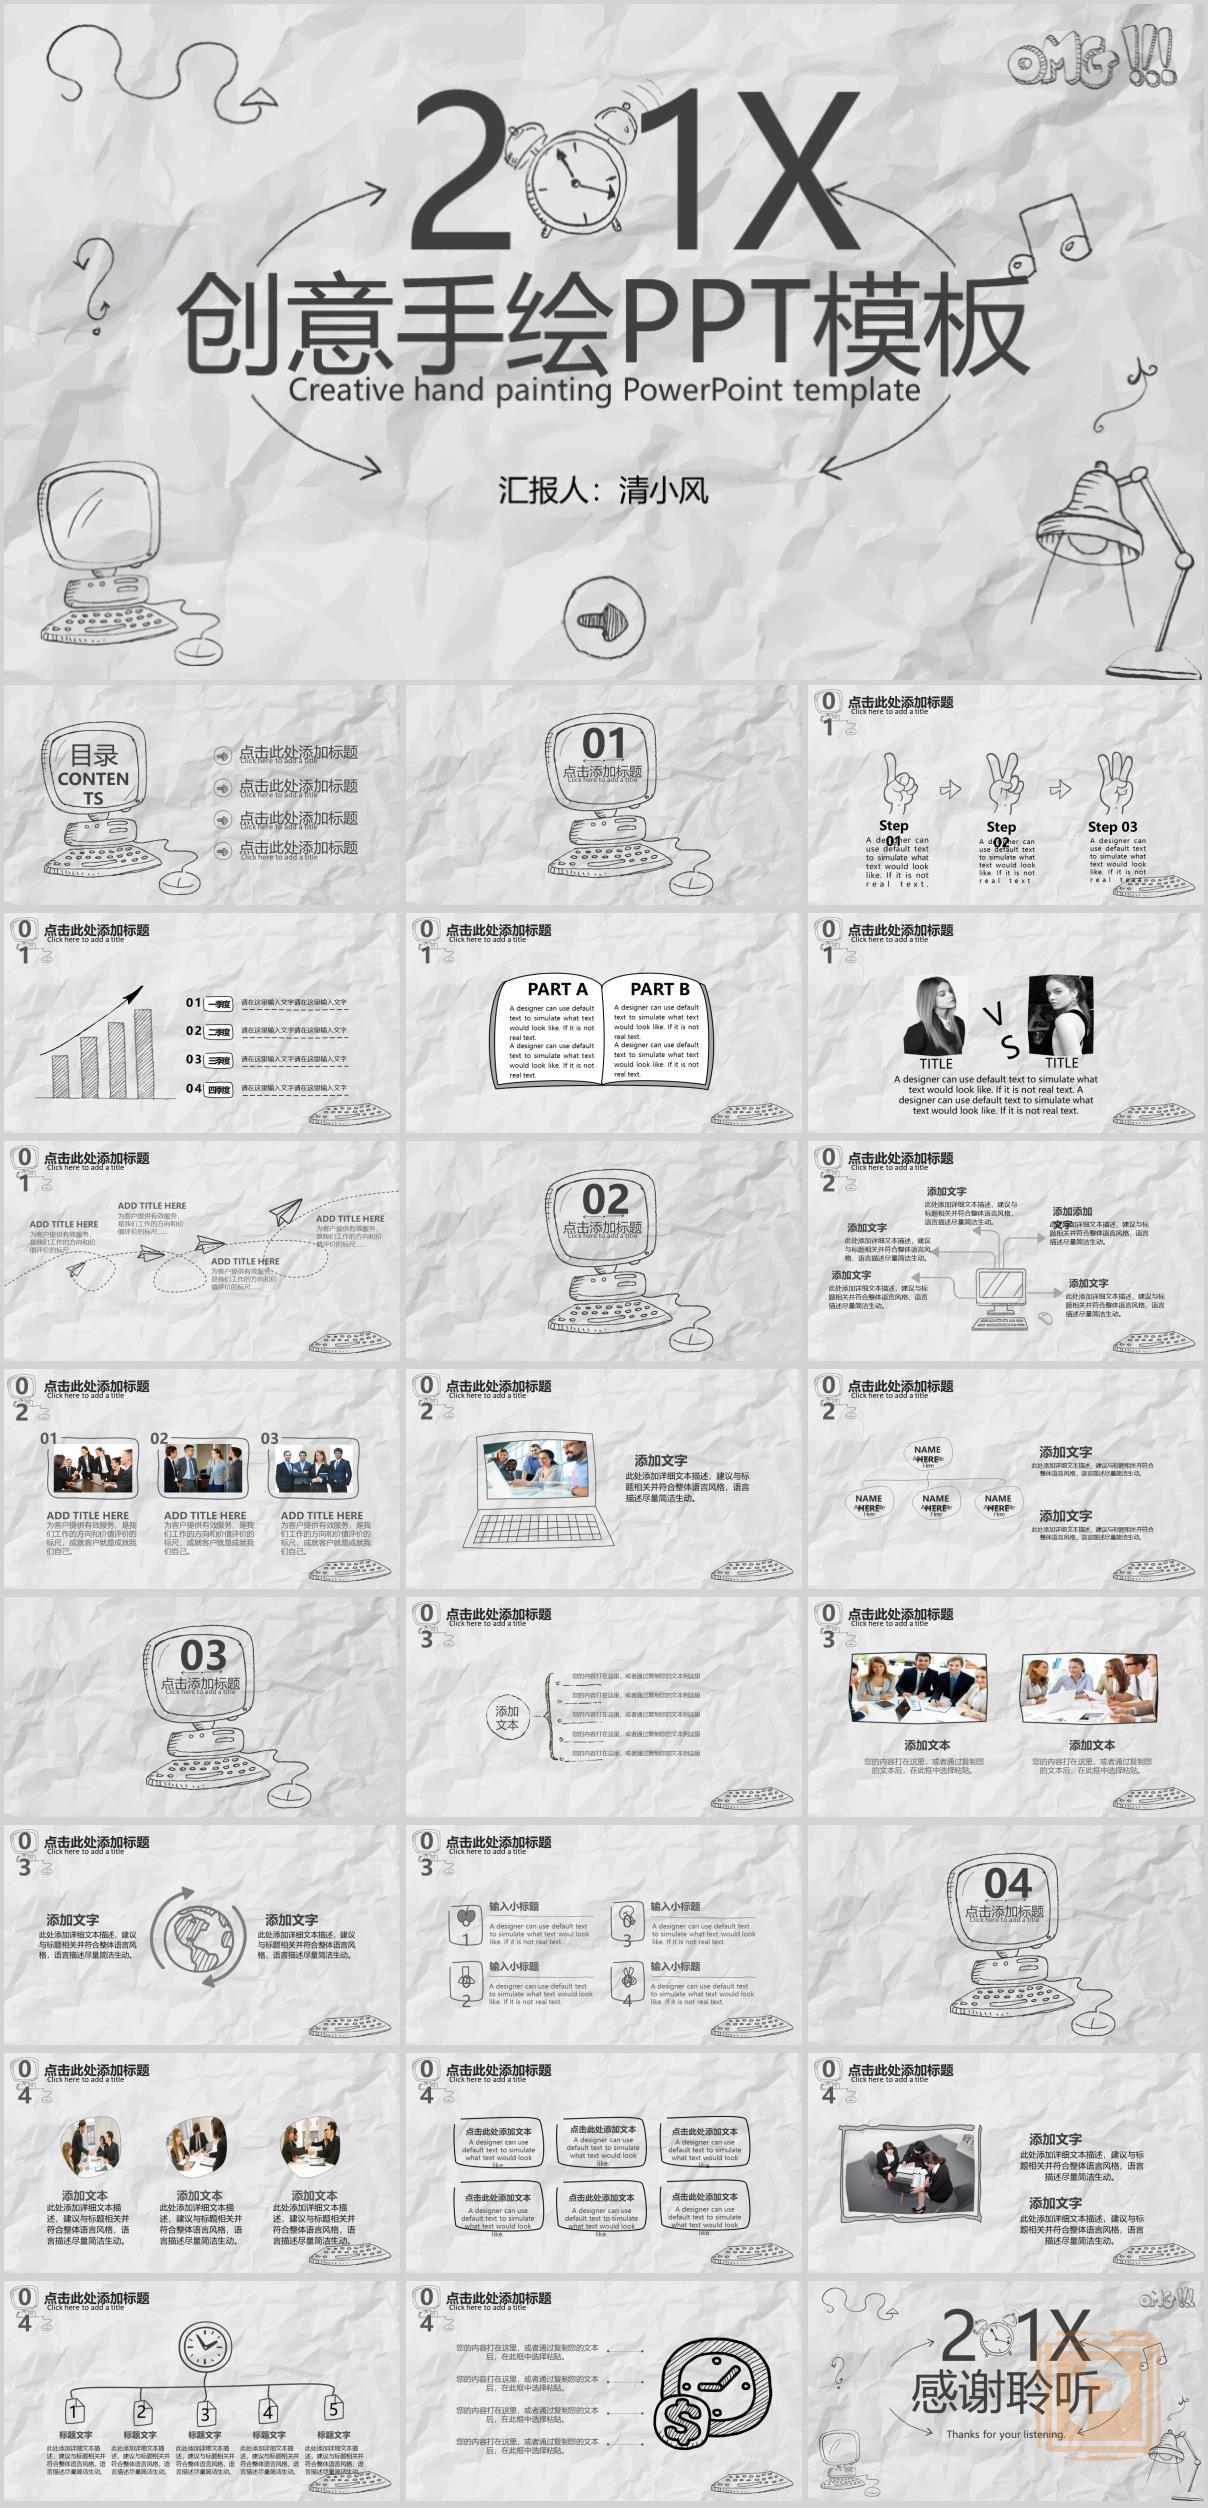 OMG!!!
2 1X
创意手绘PPT模板
Creative hand painting PowerPoint template
汇报人：清小风
目录
CONTEN
TS
点击此处添加标题
Click here to add a title
点击此处添加标题
Click here to add a title
点击此处添加标题
Click here to add a title
点击此处添加标题
Click here to add a title
01
点击添加标题
Click here to add a title
0
1
点击此处添加标题
Click here to add a title
Step
01
A designer can
use default text
to simulate what
would look
like. If it is not
real text.
Step
02
A designer can
use default text
to simulate what
would look
like. If it is not
real text.
Step 03
A designer can
use default text
to simulate what
would look
like. If it is not
real text.
0
1
点击此处添加标题
Click here to add a title
01 一季度 请在这里输入文字请在这里输入文字
02 二季度 请在这里输入文字请在这里输入文字
03 三季度 请在这里输入文字请在这里输入文字
04 四季度 请在这里输入文字请在这里输入文字
0
1
点击此处添加标题
Click here to add a title
PART A
A designer can use default
text to simulate what text
would look like. If it is not
real text.
A designer can use default
text to simulate what text
would look like. If it is not
real text.
PART B
A designer can use default
text to simulate what text
would look like. If it is not
real text.
A designer can use default
text to simulate what text
would look like. If it is not
real text.
0
1
点击此处添加标题
Click here to add a title
V
S
TITLE
TITLE
A designer can use default text to simulate what
text would look like. If it is not real text. A
designer can use default text to simulate what
text would look like. If it is not real text.
0
1
点击此处添加标题
Click here to add a title
ADD TITLE HERE
为客户提供有效服务，
是我们工作的方向和价
值评价的标尺......
ADD TITLE HERE
为客户提供有效服务，
是我们工作的方向和价
值评价的标尺......
ADD TITLE HERE
为客户提供有效服务，
是我们工作的方向和价
值评价的标尺......
ADD TITLE HERE
为客户提供有效服务，
是我们工作的方向和价
值评价的标尺......
02
点击添加标题
Click here to add a title
0
2
点击此处添加标题
Click here to add a title
添加文字
此处添加详细文本描述，建议与
标题相关并符合整体语言风格，
语言描述尽量简洁生动。
添加添加
文字
此处添加详细文本描述，建议与标
题相关并符合整体语言风格，语言
描述尽量简洁生动。
添加文字
此处添加详细文本描述，建议
与标题相关并符合整体语言风
格，语言描述尽量简洁生动。
添加文字
此处添加详细文本描述，建议与标
题相关并符合整体语言风格，语言
描述尽量简洁生动。
添加文字
此处添加详细文本描述，建议与标
题相关并符合整体语言风格，语言
描述尽量简洁生动。
0
2
点击此处添加标题
Click here to add a title
01
02
03
ADD TITLE HERE
为客户提供有效服务，是我
们工作的方向和价值评价的
标尺，成就客户就是成就我
们自己。
ADD TITLE HERE
为客户提供有效服务，是我
们工作的方向和价值评价的
标尺，成就客户就是成就我
们自己。
ADD TITLE HERE
为客户提供有效服务，是我
们工作的方向和价值评价的
标尺，成就客户就是成就我
们自己。
0
2
点击此处添加标题
Click here to add a title
添加文字
此处添加详细文本描述，建议与标
题相关并符合整体语言风格，语言
描述尽量简洁生动。
0
2
点击此处添加标题
Click here to add a title
NAME
HERE
Here
NAME
HERE
Here
NAME
HERE
Here
NAME
HERE
Here
添加文字
此处添加详细文本描述，建议与标题相关并符合
整体语言风格，语言描述尽量简洁生动。
添加文字
此处添加详细文本描述，建议与标题相关并符合
整体语言风格，语言描述尽量简洁生动。
03
点击添加标题
Click here to add a title
0
3
点击此处添加标题
Click here to add a title
添加
文本
您的内容打在这里，或者通过复制您的文本到这里
您的内容打在这里，或者通过复制您的文本到这里
您的内容打在这里，或者通过复制您的文本到这里
您的内容打在这里，或者通过复制您的文本到这里
您的内容打在这里，或者通过复制您的文本到这里
0
3
点击此处添加标题
Click here to add a title
添加文本
您的内容打在这里，或者通过复制您
的文本后，在此框中选择粘贴。
添加文本
您的内容打在这里，或者通过复制您
的文本后，在此框中选择粘贴。
0
3
点击此处添加标题
Click here to add a title
添加文字
此处添加详细文本描述，建议
与标题相关并符合整体语言风
格，语言描述尽量简洁生动。
添加文字
此处添加详细文本描述，建议
与标题相关并符合整体语言风
格，语言描述尽量简洁生动。
0
3
点击此处添加标题
Click here to add a title
1
输入小标题
A designer can use default text
to simulate what text woul look
like. If it is not real text.
3
输入小标题
A designer can use default text
to simulate what text would look
like. If it is not real text.
2
输入小标题
A designer can use default text
to simulate what text would look
like. If it is not real text.
4
输入小标题
A designer can use default text
to simulate what text would look
like. If it is not real text.
04
点击添加标题
Click here to add a title
0
4
点击此处添加标题
Click here to add a title
添加文本
此处添加详细文本描
述，建议与标题相关并
符合整体语言风格，语
言描述尽量简洁生动。
添加文本
此处添加详细文本描
述，建议与标题相关并
符合整体语言风格，语
言描述尽量简洁生动。
添加文本
此处添加详细文本描
述，建议与标题相关并
符合整体语言风格，语
言描述尽量简洁生动。
0
4
点击此处添加标题
Click here to add a title
点击此处添加文本
A designer can use
default text to simulate
what text would look
like.
点击此处添加文本
A designer can use
default text to simulate
what text would look
like.
点击此处添加文本
A designer can use
default text to simulate
what text would look
like.
点击此处添加文本
A designer can use
default text to simulate
what text would look
like.
点击此处添加文本
A designer can use
default text to simulate
what text would look
like.
点击此处添加文本
A designer can use
default text to simulate
what text would look
like.
0
4
点击此处添加标题
Click here to add a title
添加文字
此处添加详细文本描述，建议与标
题相关并符合整体语言风格，语言
描述尽量简洁生动。
添加文字
此处添加详细文本描述，建议与标
题相关并符合整体语言风格，语言
描述尽量简洁生动。
0
4
点击此处添加标题
Click here to add a title
1
2
3
4
5
标题文字
此处添加详细文本描
述，建议与标题相关并
符合整体语言风格，语
言描述尽量简洁生动。
标题文字
此处添加详细文本描
述，建议与标题相关并
符合整体语言风格，语
言描述尽量简洁生动。
标题文字
此处添加详细文本描
述，建议与标题相关并
符合整体语言风格，语
言描述尽量简洁生动。
标题文字
此处添加详细文本描
述，建议与标题相关并
符合整体语言风格，语
言描述尽量简洁生动。
标题文字
此处添加详细文本描
述，建议与标题相关并
符合整体语言风格，语
言描述尽量简洁生动。
0
4
点击此处添加标题
Click here to add a title
您的内容打在这里，或者通过复制您的文本
后，在此框中选择粘贴。
您的内容打在这里，或者通过复制您的文本
后，在此框中选择粘贴。
您的内容打在这里，或者通过复制您的文本
后，在此框中选择粘贴。
您的内容打在这里，或者通过复制您的文本
后，在此框中选择粘贴。
$
OMG!!!
2 1X
感谢聆听
Thanks for your listening.